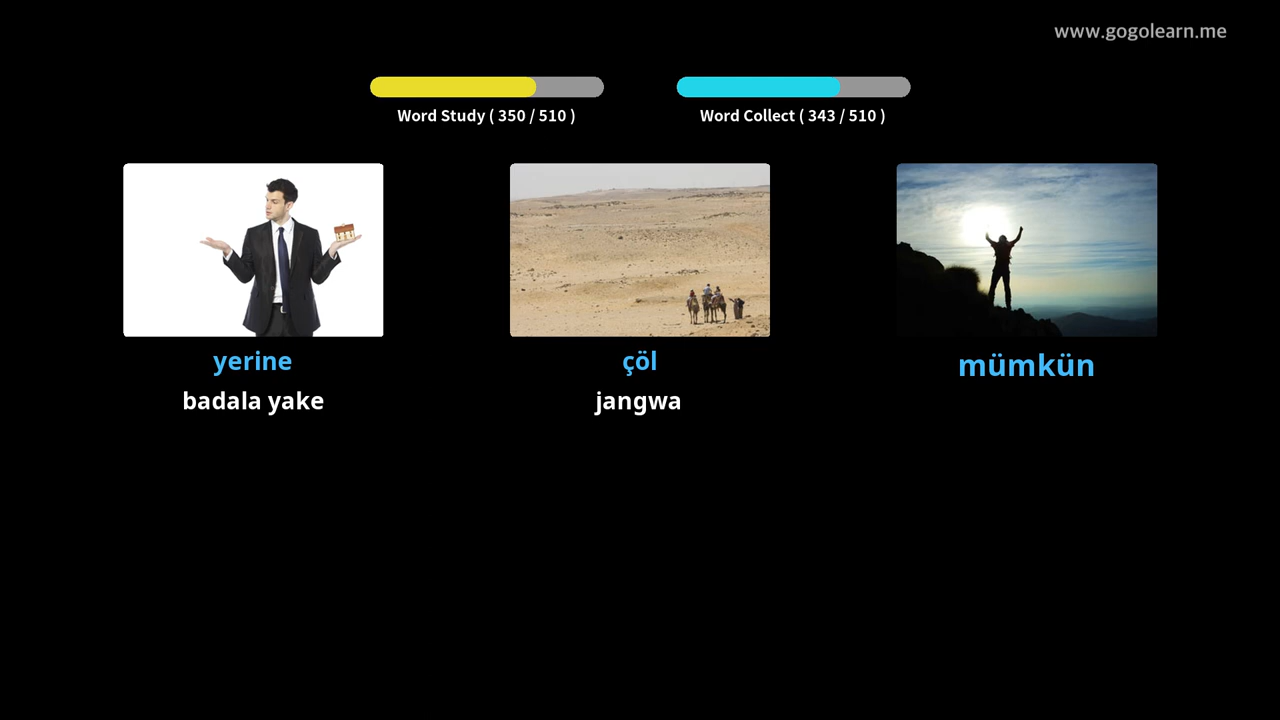 www.gogolearn.me
Word Study ( 350 / 510 )
Word Collect ( 343 / 510 )
yerine
badala yake
çöl
jangwa
mümkün